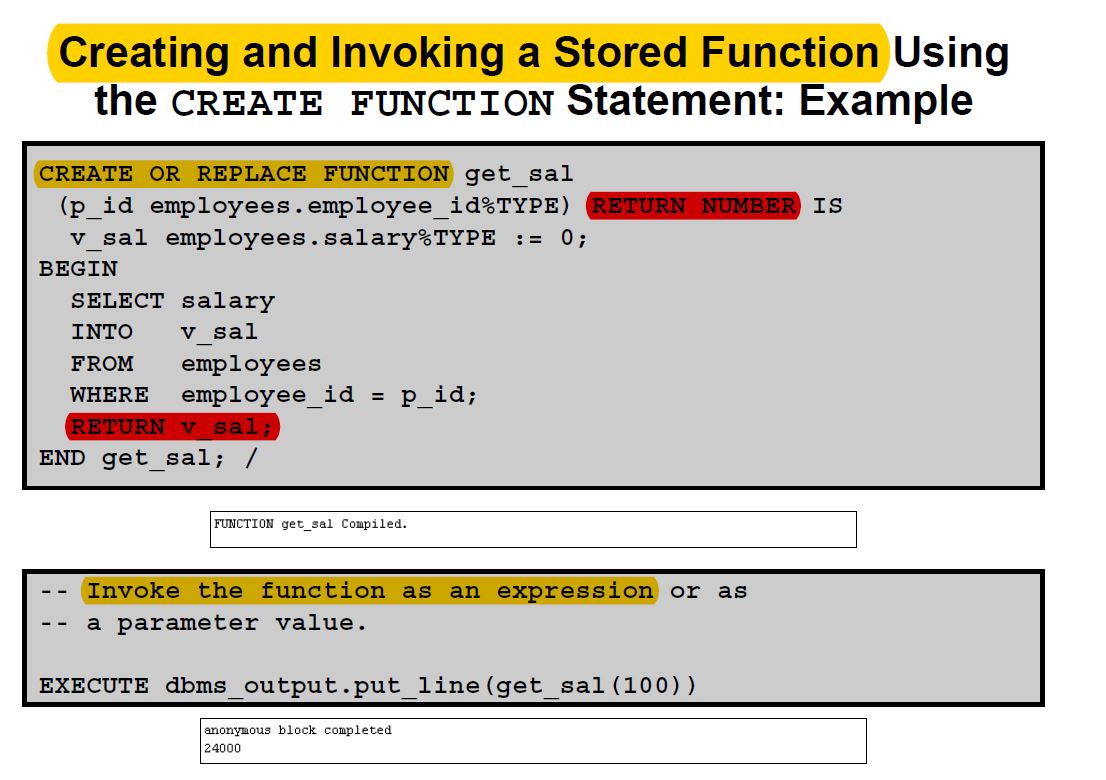 Creating and Invoking a Stored Function Using
the CREATE FUNCTION Statement: Example
CREATE OR REPLACE FUNCTION get_sal
(p_id employees.employee_id%TYPE) RETURN NUMBER IS
v_sal employees.salary%TYPE := 0;
BEGIN
SELECT salary
INTO v_sal
FROM employees
WHERE employee_id = p_id;
RETURN v_sal;
END get_sal; /
FUNCTION get_sal Compiled.
-- Invoke the function as an expression or as
-- a parameter value.
EXECUTE dbms_output.put_line(get_sal(100))
anonymous block completed
24000